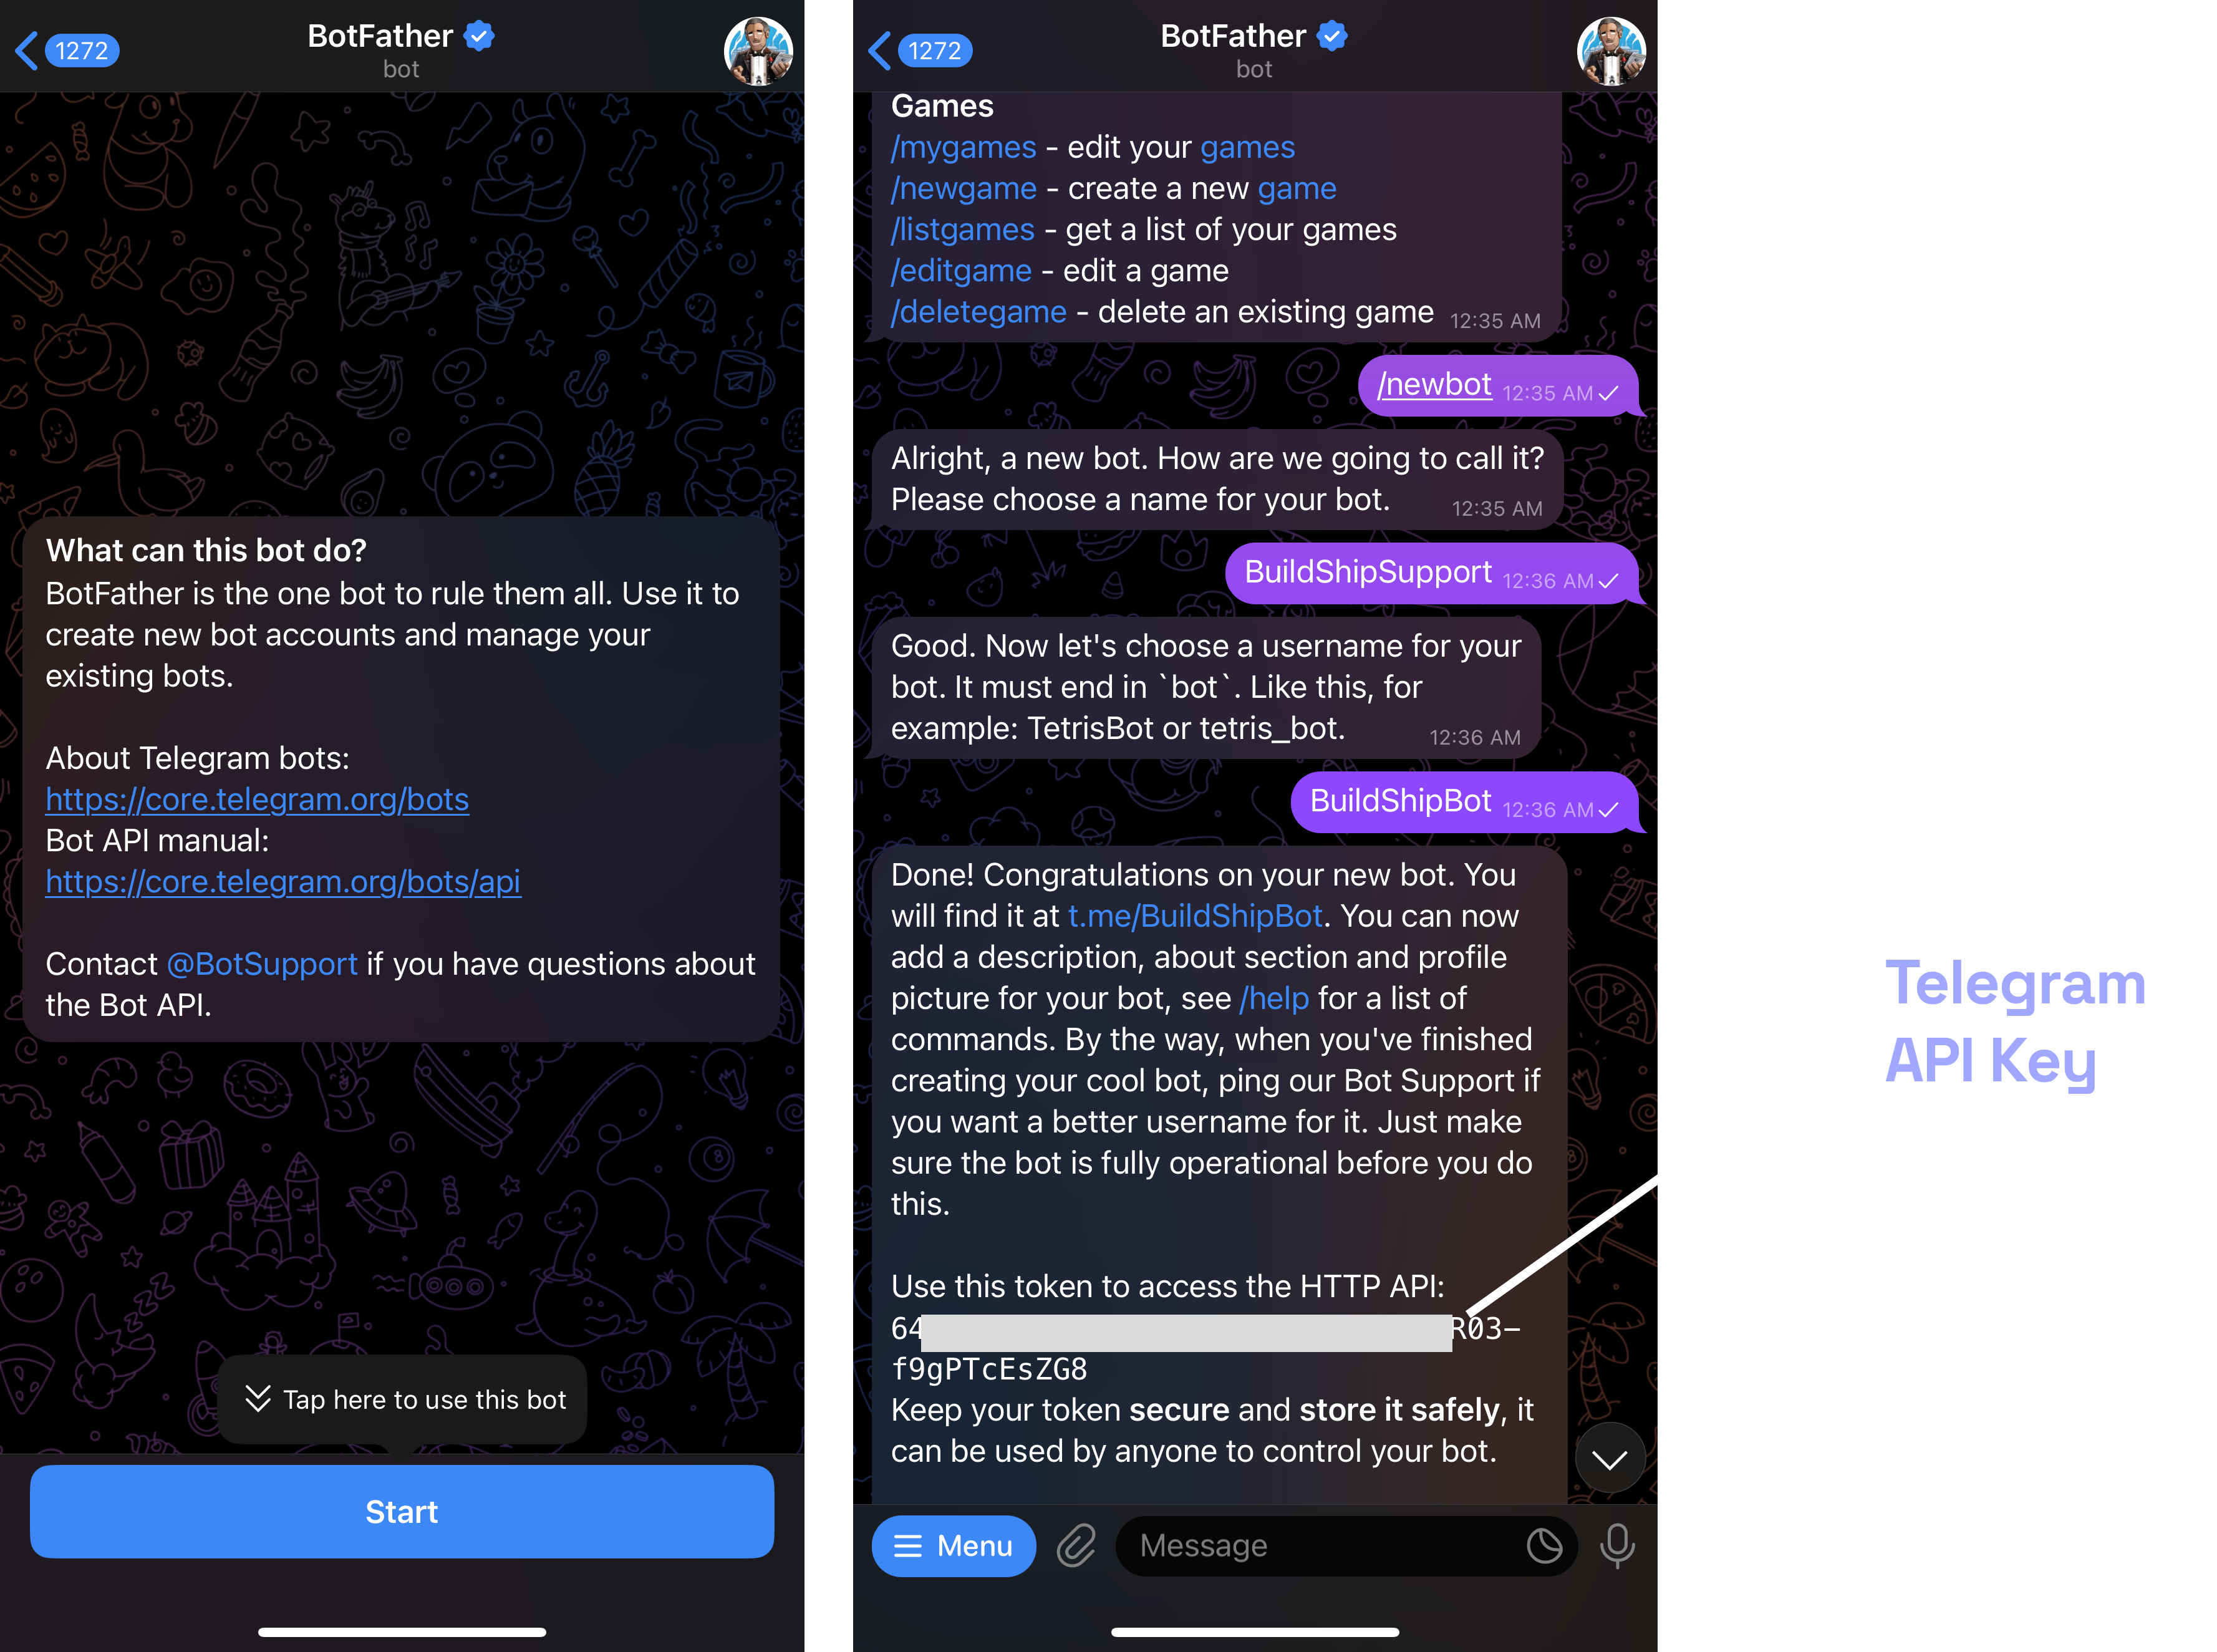 1272
BotFather
bot
What can this bot do?
BotFather is the one bot to rule them all. Use it to
create new bot accounts and manage your
existing bots.
About Telegram bots:
https://core.telegram.org/bots
Bot API manual:
https://core.telegram.org/bots/api
Contact @BotSupport if you have questions about
the Bot API.
Tap here to use this bot
Start
1272
BotFather
bot
Games
/mygames - edit your games
/newgame - create a new game
/listgames - get a list of your games
/editgame - edit a game
/deletegame - delete an existing game 12:35 AM
/newbot 12:35 AM
Alright, a new bot. How are we going to call it?
Please choose a name for your bot. 12:35 AM
BuildShipSupport 12:36 AM
Good. Now let's choose a username for your
bot. It must end in `bot`. Like this, for
example: TetrisBot or tetris_bot. 12:36 AM
BuildShipBot 12:36 AM
Done! Congratulations on your new bot. You
will find it at t.me/BuildShipBot. You can now
add a description, about section and profile
picture for your bot, see /help for a list of
commands. By the way, when you've finished
creating your cool bot, ping our Bot Support if
you want a better username for it. Just make
sure the bot is fully operational before you do
this.
Use this token to access the HTTP API:
64 R03-
f9gPTcEsZG8
Keep your token secure and store it safely, it
can be used by anyone to control your bot.
Menu
Message
Telegram
API Key